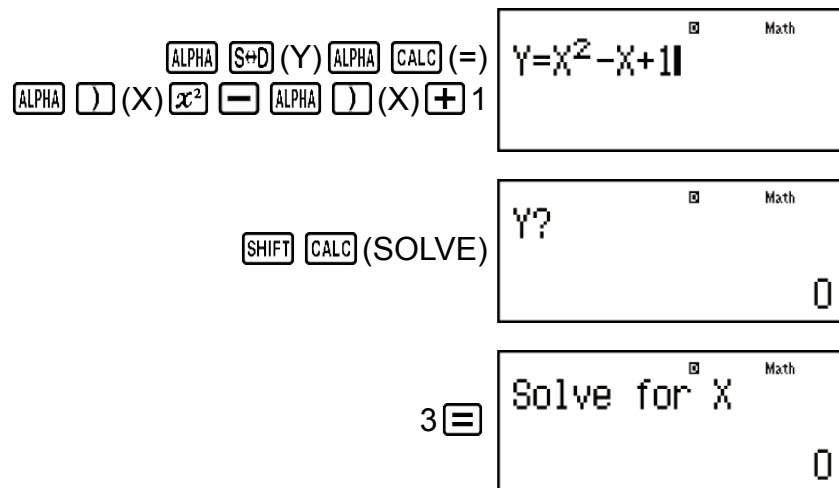 ALPHA S⇔D (Y) ALPHA CALC (=)
ALPHA ) (X) x² − ALPHA ) (X) + 1
D Math
Y=X²−X+1
SHIFT CALC (SOLVE)
D Math
Y?
0
3 =
D Math
Solve for X
0